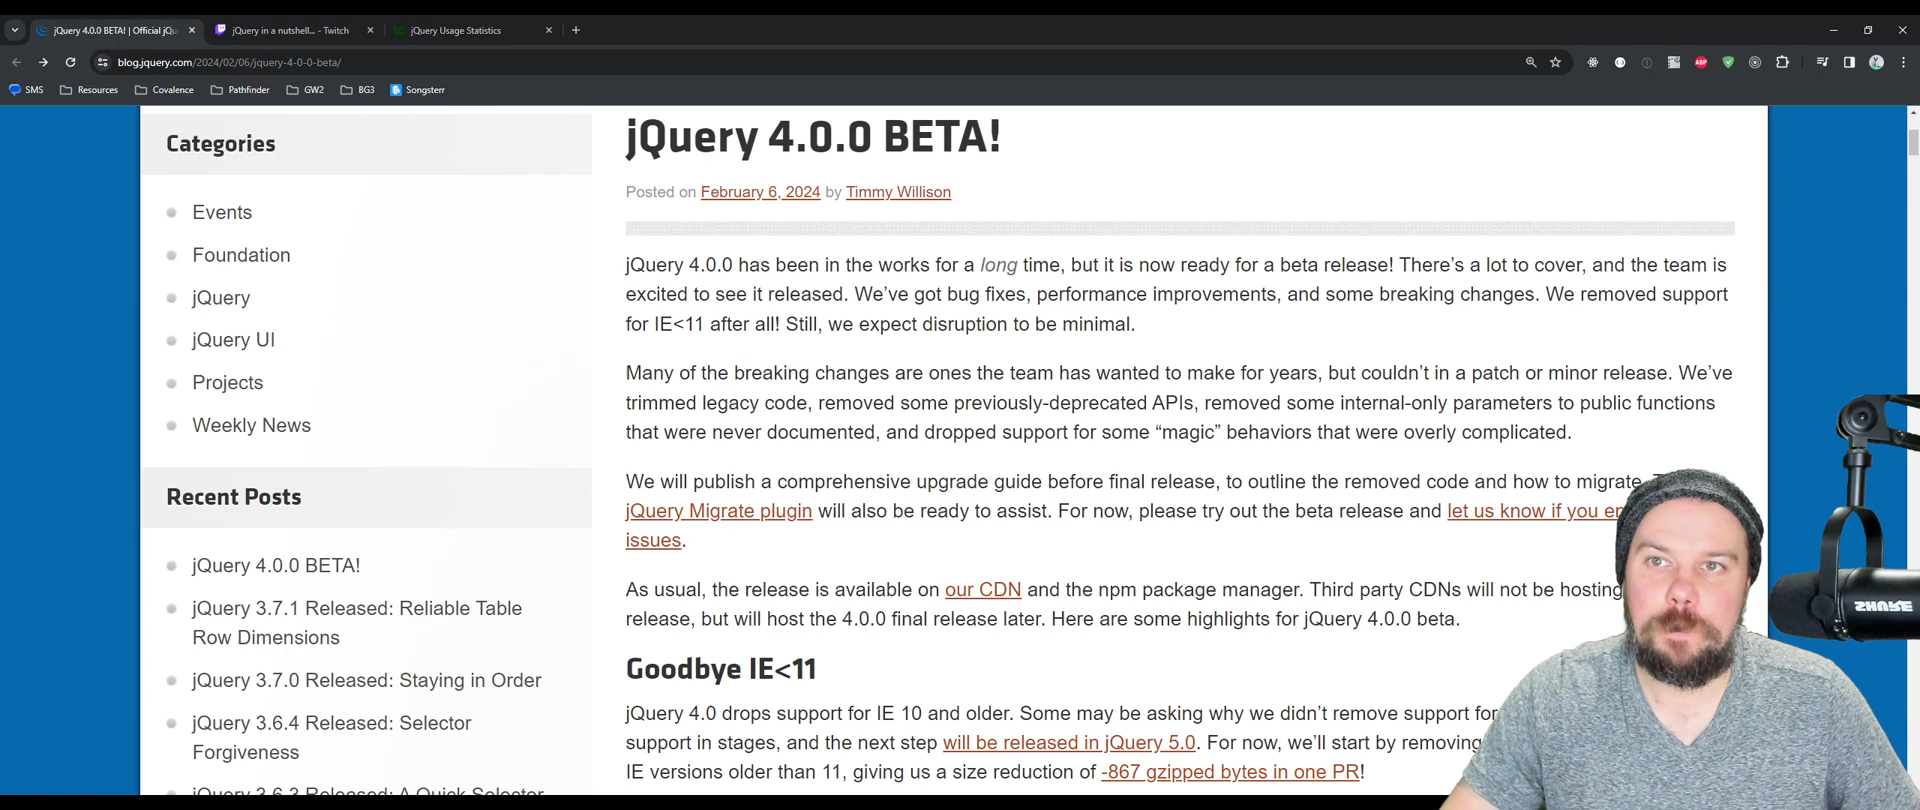 jQuery 4.0.0 BETA! | Official jQu
jQuery in a nutshell... - Twitch
jQuery Usage Statistics
blog.jquery.com/2024/02/06/jquery-4-0-0-beta/
ABP
SMS
Resources
Covalence
Pathfinder
GW2
BG3
Songsterr
Categories
Events
Foundation
jQuery
jQuery UI
Projects
Weekly News
Recent Posts
jQuery 4.0.0 BETA!
jQuery 3.7.1 Released: Reliable Table
Row Dimensions
jQuery 3.7.0 Released: Staying in Order
jQuery 3.6.4 Released: Selector
Forgiveness
jQuery 3.6.3 Released: A Quick Selector
jQuery 4.0.0 BETA!
Posted on February 6, 2024 by Timmy Willison
jQuery 4.0.0 has been in the works for a long time, but it is now ready for a beta release! There's a lot to cover, and the team is
excited to see it released. We've got bug fixes, performance improvements, and some breaking changes. We removed support
for IE<11 after all! Still, we expect disruption to be minimal.
Many of the breaking changes are ones the team has wanted to make for years, but couldn't in a patch or minor release. We've
trimmed legacy code, removed some previously-deprecated APIs, removed some internal-only parameters to public functions
that were never documented, and dropped support for some “magic” behaviors that were overly complicated.
We will publish a comprehensive upgrade guide before final release, to outline the removed code and how to migrate.
jQuery Migrate plugin will also be ready to assist. For now, please try out the beta release and let us know if you en
issues.
As usual, the release is available on our CDN and the npm package manager. Third party CDNs will not be hosting
release, but will host the 4.0.0 final release later. Here are some highlights for jQuery 4.0.0 beta.
Goodbye IE<11
jQuery 4.0 drops support for IE 10 and older. Some may be asking why we didn't remove support for
support in stages, and the next step will be released in jQuery 5.0. For now, we'll start by removing
IE versions older than 11, giving us a size reduction of -867 gzipped bytes in one PR!
SHURE